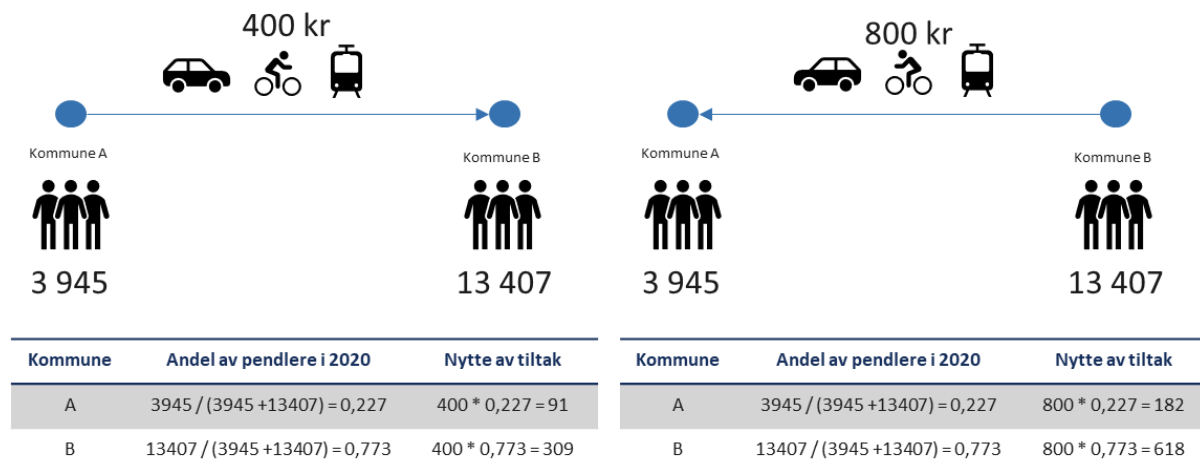 400 kr
Kommune A
Kommune B
3 945
13 407
Kommune Andel av pendlere i 2020 Nytte av tiltak
A 3945 / (3945 +13407) = 0,227 400 * 0,227 = 91
B 13407 / (3945 +13407) = 0,773 400 * 0,773 = 309
800 kr
Kommune A
Kommune B
3 945
13 407
Kommune Andel av pendlere i 2020 Nytte av tiltak
A 3945 / (3945 +13407) = 0,227 800 * 0,227 = 182
B 13407 / (3945 +13407) = 0,773 800 * 0,773 = 618